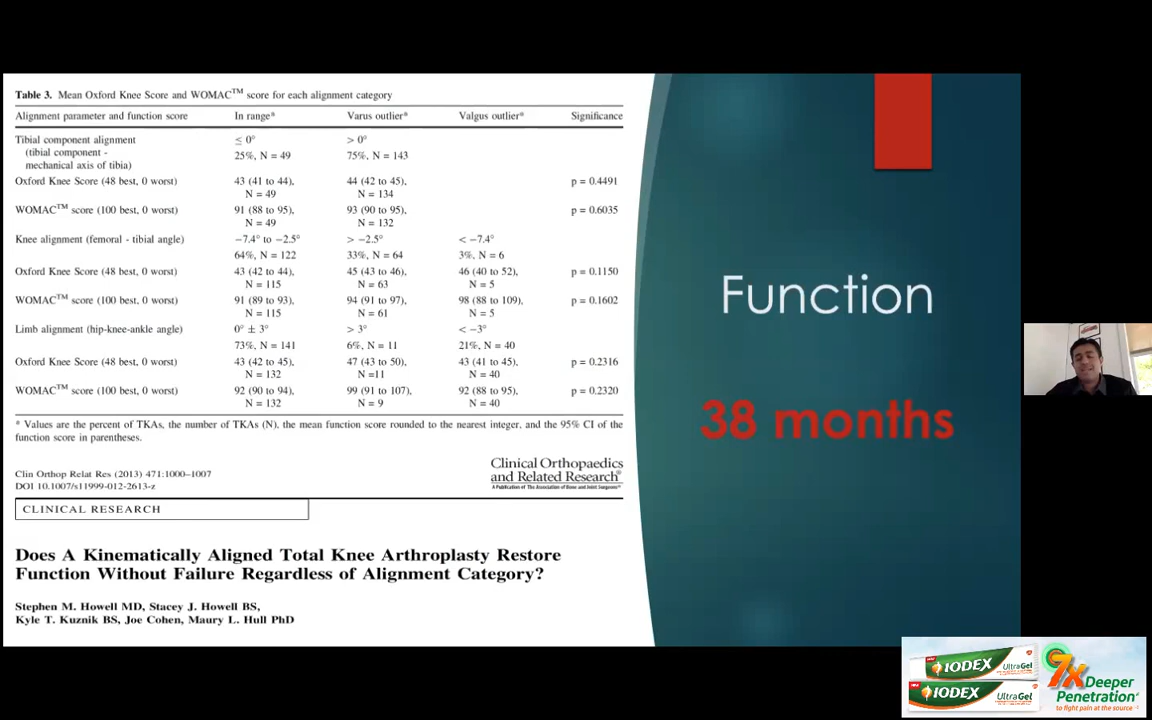 Table 3. Mean Oxford Knee Score and WOMAC™ score for each alignment category
Alignment parameter and function score In range* Varus outlier* Valgus outlier* Significance
Tibial component alignment ≤ 0° > 0°
(tibial component - 25%, N = 49 75%, N = 143
mechanical axis of tibia)
Oxford Knee Score (48 best, 0 worst) 43 (41 to 44), 44 (42 to 45), p = 0.4491
N = 49 N = 134
WOMAC™ score (100 best, 0 worst) 91 (88 to 95), 93 (90 to 95), p = 0.6035
N = 49 N = 132
Knee alignment (femoral - tibial angle) −7.4° to −2.5° > −2.5° < −7.4°
64%, N = 122 33%, N = 64 3%, N = 6
Oxford Knee Score (48 best, 0 worst) 43 (42 to 44), 45 (43 to 46), 46 (40 to 52), p = 0.1150
N = 115 N = 63 N = 5
WOMAC™ score (100 best, 0 worst) 91 (89 to 93), 94 (91 to 97), 98 (88 to 109), p = 0.1602
N = 115 N = 61 N = 5
Limb alignment (hip-knee-ankle angle) 0° ± 3° > 3° < −3°
73%, N = 141 6%, N = 11 21%, N = 40
Oxford Knee Score (48 best, 0 worst) 43 (42 to 45), 47 (43 to 50), 43 (41 to 45), p = 0.2316
N = 132 N =11 N = 40
WOMAC™ score (100 best, 0 worst) 92 (90 to 94), 99 (91 to 107), 92 (88 to 95), p = 0.2320
N = 132 N = 9 N = 40
* Values are the percent of TKAs, the number of TKAs (N), the mean function score rounded to the nearest integer, and the 95% CI of the
function score in parentheses.
Clin Orthop Relat Res (2013) 471:1000–1007
DOI 10.1007/s11999-012-2613-z
Clinical Orthopaedics
and Related Research®
A Publication of The Association of Bone and Joint Surgeons®
CLINICAL RESEARCH
Does A Kinematically Aligned Total Knee Arthroplasty Restore
Function Without Failure Regardless of Alignment Category?
Stephen M. Howell MD, Stacey J. Howell BS,
Kyle T. Kuznik BS, Joe Cohen, Maury L. Hull PhD
Function
38 months
IODEX UltraGel
IODEX UltraGel
9x Deeper
Penetration
to fight pain at the source